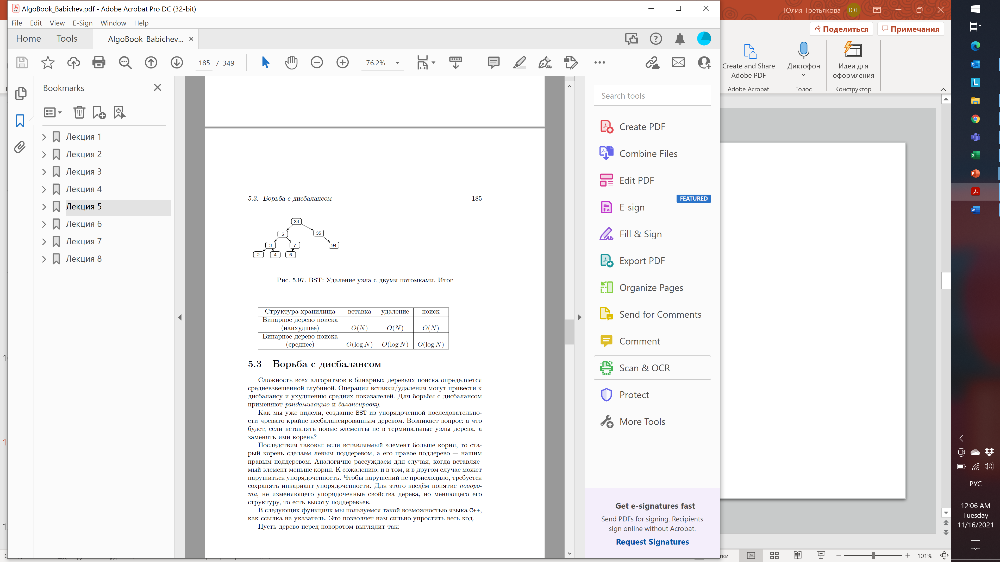 AlgoBook_Babichev.pdf - Adobe Acrobat Pro DC (32-bit)
File Edit View E-Sign Window Help
Home Tools AlgoBook_Babichev...
185 / 349 76.2%
Bookmarks
Лекция 1
Лекция 2
Лекция 3
Лекция 4
Лекция 5
Лекция 6
Лекция 7
Лекция 8
5.3. Борьба с дисбалансом 185
23
5 35
3 7 94
2 4 6
Рис. 5.97. BST: Удаление узла с двумя потомками. Итог
Структура хранилища вставка удаление поиск
Бинарное дерево поиска
(наихудшее) O(N) O(N) O(N)
Бинарное дерево поиска
(среднее) O(log N) O(log N) O(log N)
5.3 Борьба с дисбалансом
Сложность всех алгоритмов в бинарных деревьях поиска определяется
средневзвешенной глубиной. Операции вставки/удаления могут привести к
дисбалансу и ухудшению средних показателей. Для борьбы с дисбалансом
применяют рандомизацию и балансировку.
Как мы уже видели, создание BST из упорядоченной последовательно-
сти чревато крайне несбалансированным деревом. Возникает вопрос: а что
будет, если вставлять новые элементы не в терминальные узлы дерева, а
заменять ими корень?
Последствия таковы: если вставляемый элемент больше корня, то ста-
рый корень сделаем левым поддеревом, а его правое поддерево — нашим
правым поддеревом. Аналогично рассуждаем для случая, когда вставляе-
мый элемент меньше корня. К сожалению, и в том, и в другом случае может
нарушиться упорядоченность. Чтобы нарушений не происходило, требуется
сохранять инвариант упорядоченности. Для этого введём понятие поворо-
та, не изменяющего упорядоченные свойства дерева, но меняющего его
структуру, то есть высоту поддеревьев.
В следующих функциях мы пользуемся такой возможностью языка C++,
как ссылка на указатель. Это позволяет нам сильно упростить весь код.
Пусть дерево перед поворотом выглядит так:
Search tools
Create PDF
Combine Files
Edit PDF
FEATURED
E-sign
Fill & Sign
Export PDF
Organize Pages
Send for Comments
Comment
Scan & OCR
Protect
More Tools
Get e-signatures fast
Send PDFs for signing. Recipients
sign online without Acrobat.
Request Signatures
Юлия Третьякова ЮТ
Поделиться Примечания
Create and Share
Adobe PDF
Диктофон
Идеи для
оформления
Adobe Acrobat Голос Конструктор
тки
101%
РУС
12:06 AM
Tuesday
11/16/2021